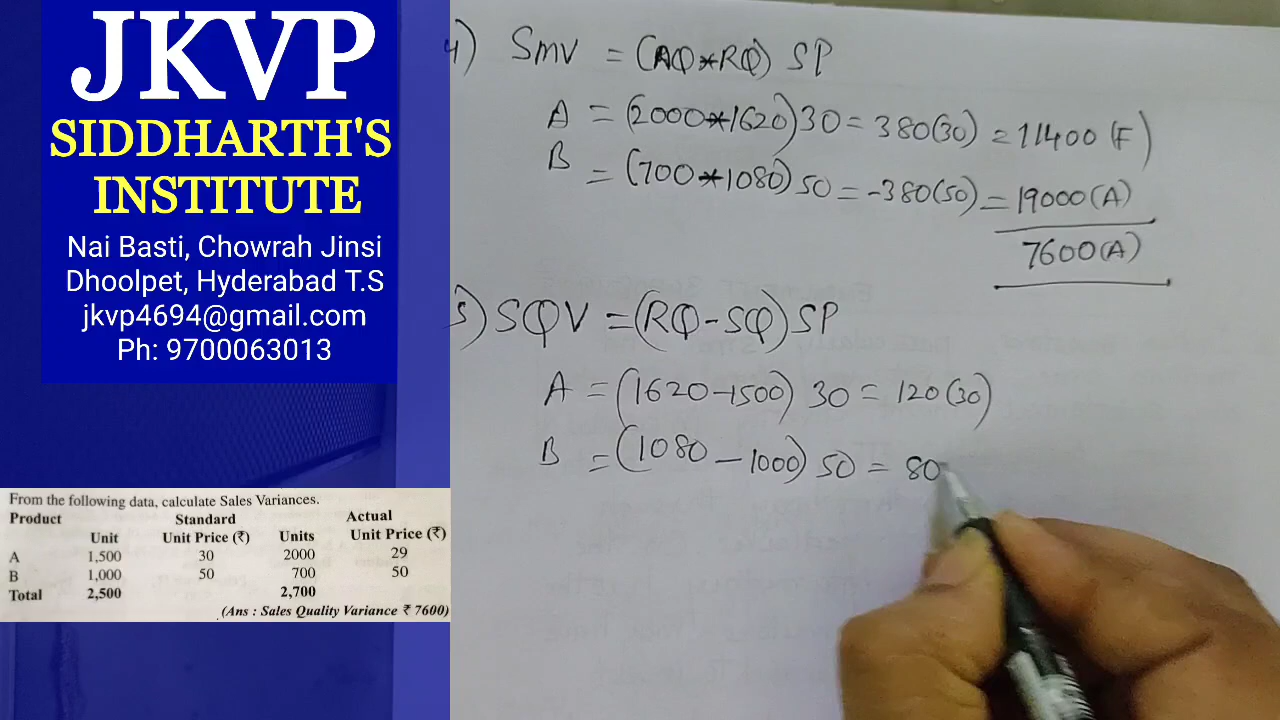 JKVP
SIDDHARTH'S
INSTITUTE
Nai Basti, Chowrah Jinsi
Dhoolpet, Hyderabad T.S
jkvp4694@gmail.com
Ph: 9700063013
From the following data, calculate Sales Variances.
Product Standard Actual
Unit Unit Price (₹) Units Unit Price (₹)
A 1,500 30 2000 29
B 1,000 50 700 50
Total 2,500 2,700
(Ans : Sales Quality Variance ₹ 7600)
4) SMV = (AQ*RQ) SP
A = (2000*1620)30 = 380(30) = 11400 (F)
B = (700*1080) 50 = -380(50) = 19000(A)
7600(A)
5) SQV = (RQ-SQ) SP
A = (1620-1500) 30 = 120(30)
B = (1080-1000) 50 = 80